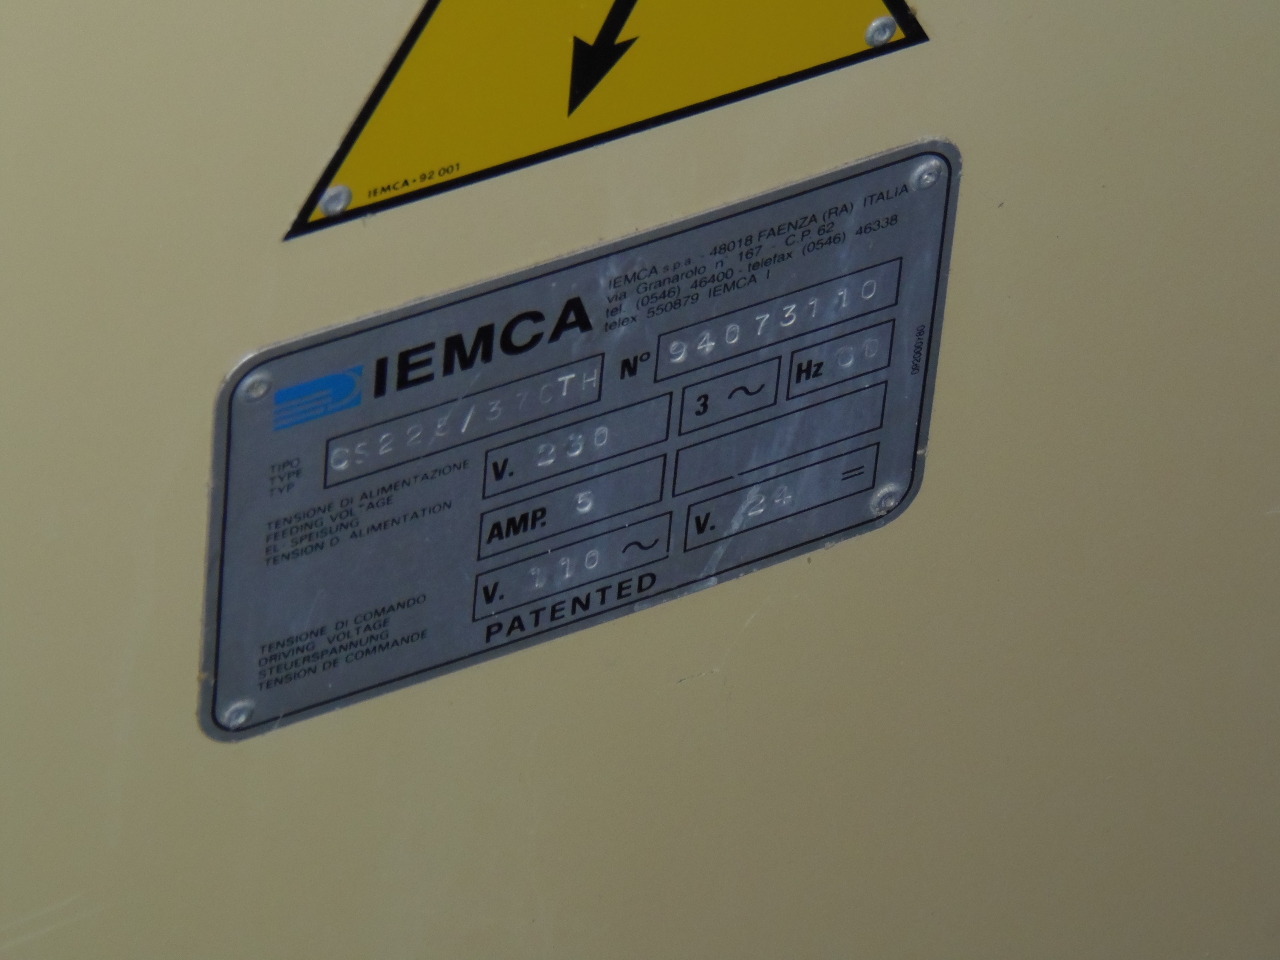 IEMCA - 92 001
IEMCA
IEMCA s.p.a. - 48018 FAENZA (RA) ITALIA
via Granarolo n° 167 - C.P. 62
tel. (0546) 46400 - telefax (0546) 46338
telex 550879 IEMCA I
TIPO
TYPE
TYP
N° 94073110
TENSIONE DI ALIMENTAZIONE
FEEDING VOLTAGE
EL. SPEISUNG
TENSION D. ALIMENTATION
V. 230
3 ~
Hz
AMP. 5
TENSIONE DI COMANDO
DRIVING VOLTAGE
STEUERSPANNUNG
TENSION DE COMMANDE
V. 110 ~
V. 24 =
PATENTED